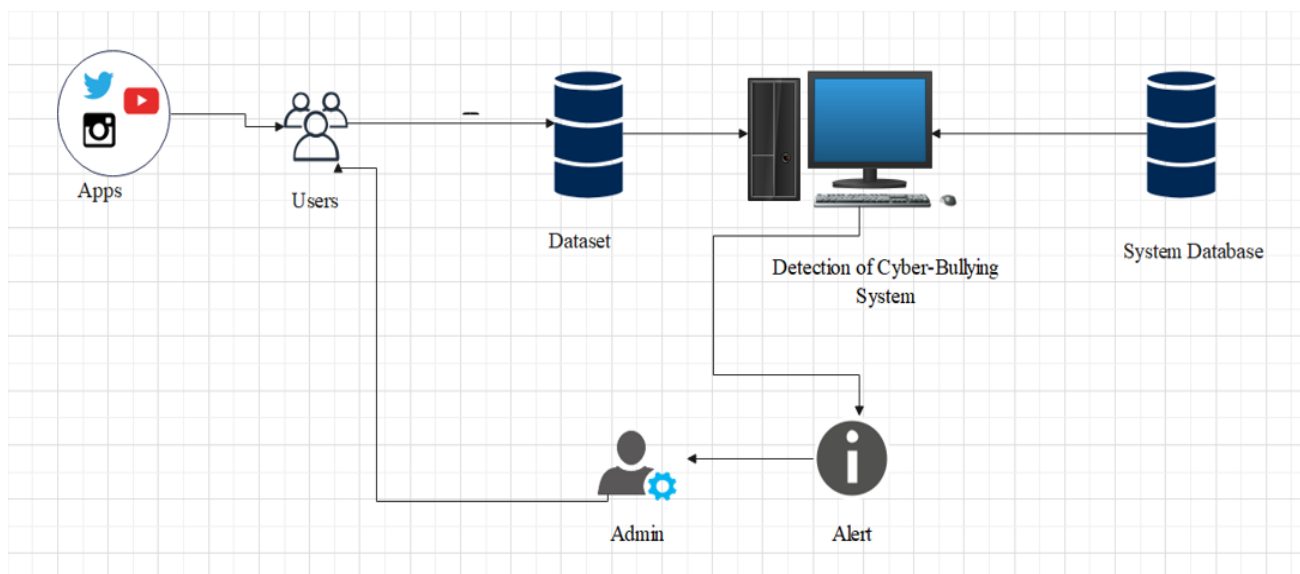 Apps
Users
Dataset
Detection of Cyber-Bullying
System
System Database
Admin
Alert